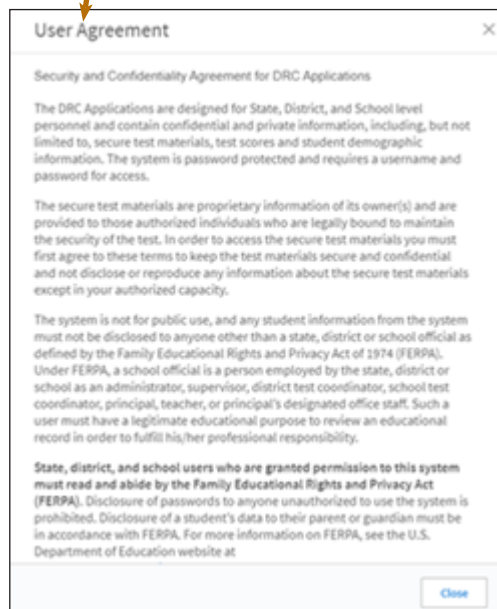 User Agreement
×
Security and Confidentiality Agreement for DRC Applications
The DRC Applications are designed for State, District, and School level
personnel and contain confidential and private information, including, but not
limited to, secure test materials, test scores and student demographic
information. The system is password protected and requires a username and
password for access.
The secure test materials are proprietary information of its owner(s) and are
provided to those authorized individuals who are legally bound to maintain
the security of the test. In order to access the secure test materials you must
first agree to these terms to keep the test materials secure and confidential
and not disclose or reproduce any information about the secure test materials
except in your authorized capacity.
The system is not for public use, and any student information from the system
must not be disclosed to anyone other than a state, district or school official as
defined by the Family Educational Rights and Privacy Act of 1974 (FERPA).
Under FERPA, a school official is a person employed by the state, district or
school as an administrator, supervisor, district test coordinator, school test
coordinator, principal, teacher, or principal's designated office staff. Such a
user must have a legitimate educational purpose to review an educational
record in order to fulfill his/her professional responsibility.
State, district, and school users who are granted permission to this system
must read and abide by the Family Educational Rights and Privacy Act
(FERPA). Disclosure of passwords to anyone unauthorized to use the system is
prohibited. Disclosure of a student's data to their parent or guardian must be
in accordance with FERPA. For more information on FERPA, see the U.S.
Department of Education website at
Close